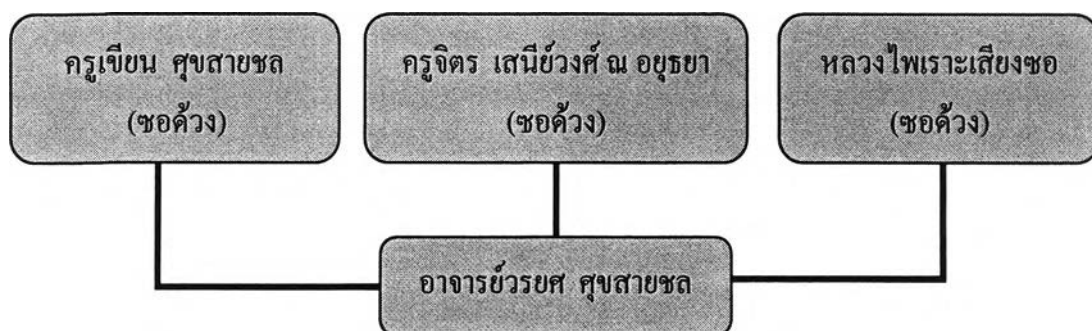 ครูเขียน ศุขสายชล
(ซอด้วง)
ครูจิตร เสนีย์วงศ์ ณ อยุธยา
(ซอด้วง)
หลวงไพเราะเสียงซอ
(ซอด้วง)
อาจารย์วรยศ ศุขสายชล